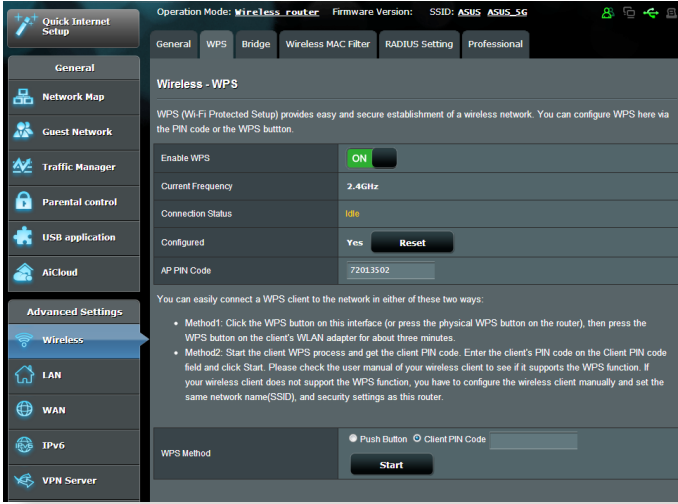 Quick Internet
Setup
Operation Mode: Wireless router Firmware Version: SSID: ASUS ASUS_5G
General WPS Bridge Wireless MAC Filter RADIUS Setting Professional
General
Network Map
Guest Network
Traffic Manager
Parental control
USB application
AiCloud
Advanced Settings
Wireless
LAN
WAN
IPv6
IPv6
VPN Server
Wireless - WPS
WPS (Wi-Fi Protected Setup) provides easy and secure establishment of a wireless network. You can configure WPS here via
the PIN code or the WPS buttton.
Enable WPS ON
Current Frequency 2.4GHz
Connection Status Idle
Configured Yes Reset
AP PIN Code 72013502
You can easily connect a WPS client to the network in either of these two ways:
• Method1: Click the WPS button on this interface (or press the physical WPS button on the router), then press the
WPS button on the client's WLAN adapter for about three minutes.
• Method2: Start the client WPS process and get the client PIN code. Enter the client's PIN code on the Client PIN code
field and click Start. Please check the user manual of your wireless client to see if it supports the WPS function. If
your wireless client does not support the WPS function, you have to configure the wireless client manually and set the
same network name(SSID), and security settings as this router.
WPS Method Push Button Client PIN Code
Start